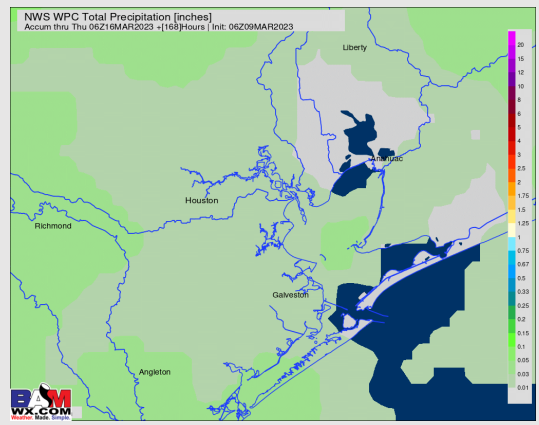 NWS WPC Total Precipitation [inches]
Accum thru Thu 06Z16MAR2023 +[168]Hours | Init: 06Z09MAR2023
Liberty
Anahuac
Houston
Richmond
Galveston
Angleton
20
15
12
10
8
6
5
4
3
2.5
2
1.75
1.5
1.25
1
0.75
0.67
0.5
0.33
0.25
0.2
0.15
0.1
0.05
0.03
0.01
BAM
WX.COM
Weather. Made. Simple.